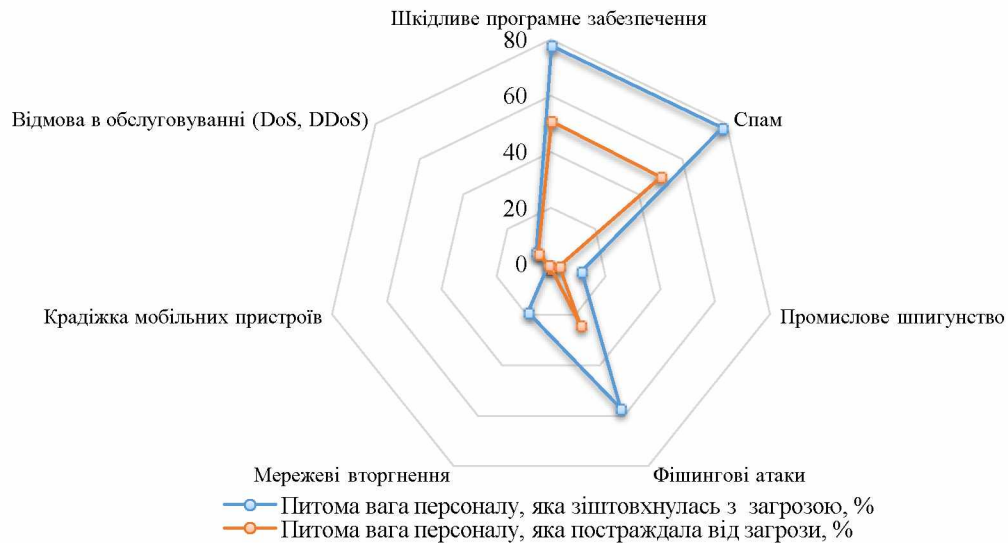 Шкідливе програмне забезпечення
80
Відмова в обслуговуванні (DoS, DDoS)
Спам
60
40
20
0
Крадіжка мобільних пристроїв
Промислове шпигунство
Мережеві вторгнення
Фішингові атаки
Питома вага персоналу, яка зіштовхнулась з загрозою, %
Питома вага персоналу, яка постраждала від загрози, %